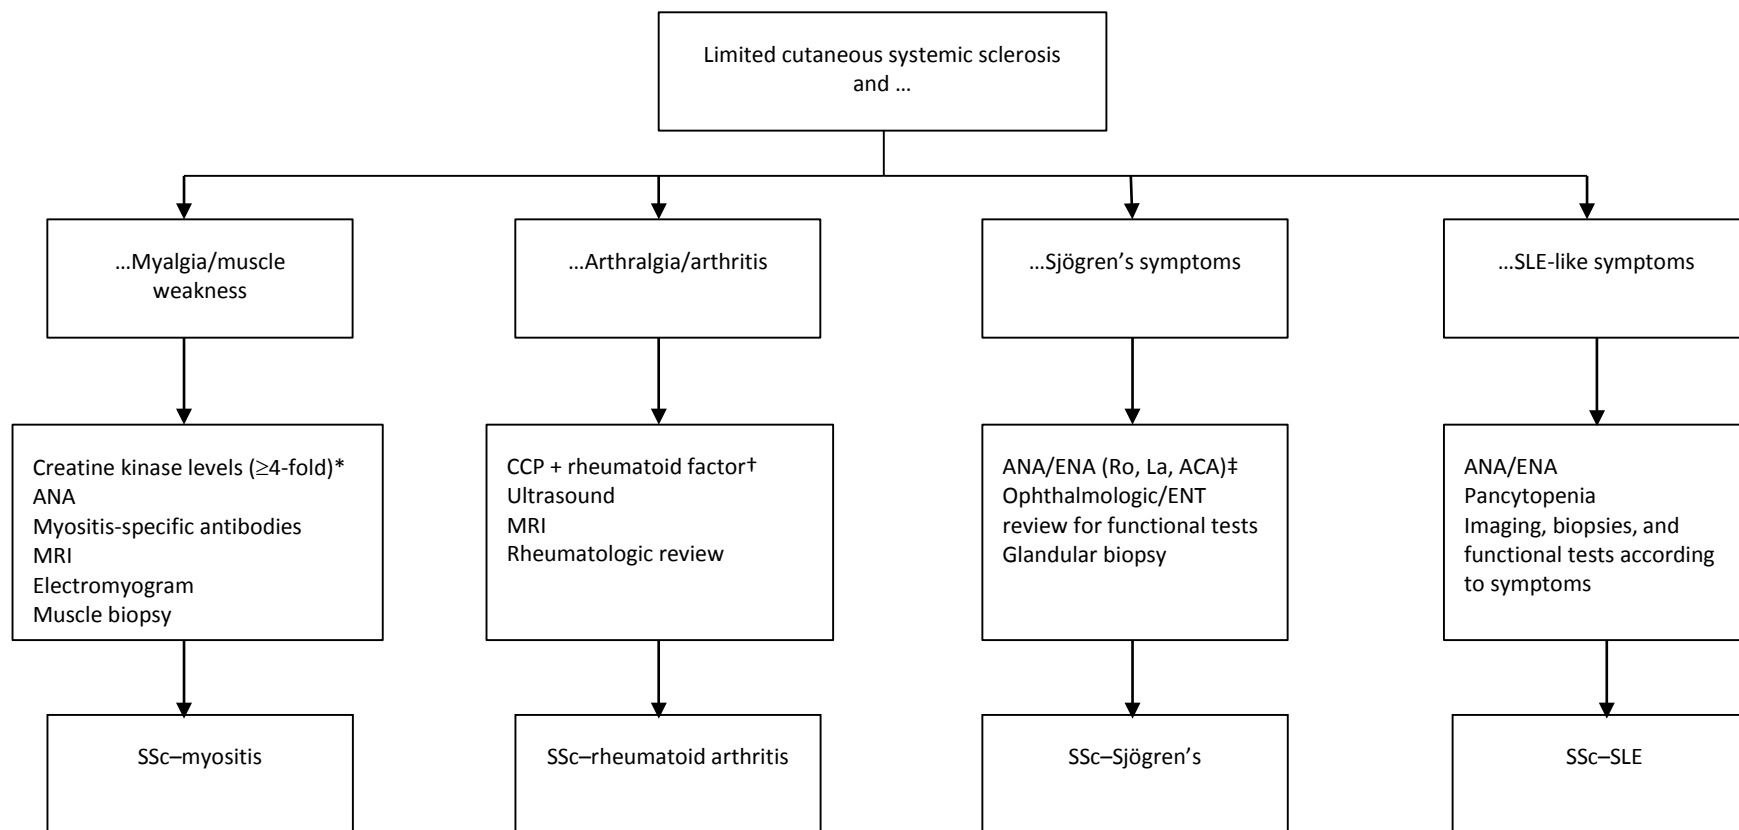 Limited cutaneous systemic sclerosis
and …
…Myalgia/muscle
weakness
…Arthralgia/arthritis
…Sjögren’s symptoms
…SLE-like symptoms
Creatine kinase levels (≥4-fold)*
ANA
Myositis-specific antibodies
MRI
Electromyogram
Muscle biopsy
CCP + rheumatoid factor†
Ultrasound
MRI
Rheumatologic review
ANA/ENA (Ro, La, ACA)‡
Ophthalmologic/ENT
review for functional tests
Glandular biopsy
ANA/ENA
Pancytopenia
Imaging, biopsies, and
functional tests according
to symptoms
SSc–myositis
SSc–rheumatoid arthritis
SSc–Sjögren’s
SSc–SLE